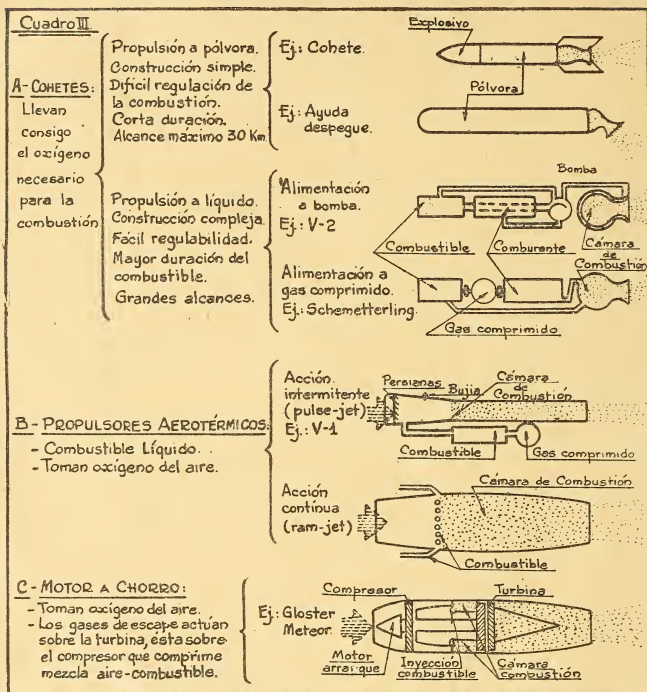 Cuadro III
A - COHETES:
Llevan
consigo
el oxígeno
necesario
para la
combustión
Propulsión a pólvora.
Construcción simple.
Difícil regulación de
la combustión.
Corta duración.
Alcance máximo 30 Km
Ej.: Cohete.
Ej.: Ayuda
despegue.
Explosivo
Pólvora
Propulsión a líquido.
Construcción compleja.
Fácil regulabilidad.
Mayor duración del
combustible.
Grandes alcances.
Alimentación
a bomba.
Ej.: V-2
Alimentación a
gas comprimido.
Ej.: Schemetterling.
Bomba
Combustible
Comburante
Cámara
de
Combustión
Gas comprimido
B - PROPULSORES AEROTÉRMICOS:
- Combustible Líquido.
- Toman oxígeno del aire.
Acción
intermitente
(pulse-jet)
Ej.: V-1
Persianas
Bujía
Cámara
de
Combustión
Combustible
Gas comprimido
Acción
contínua
(ram-jet)
Cámara de Combustión
Combustible
C - MOTOR A CHORRO:
- Toman oxígeno del aire.
- Los gases de escape actúan
sobre la turbina, ésta sobre
el compresor que comprime
mezcla aire-combustible.
Ej.: Gloster
Meteor.
Compresor
Turbina
Motor
arranque
Inyección
combustible
Cámara
combustión